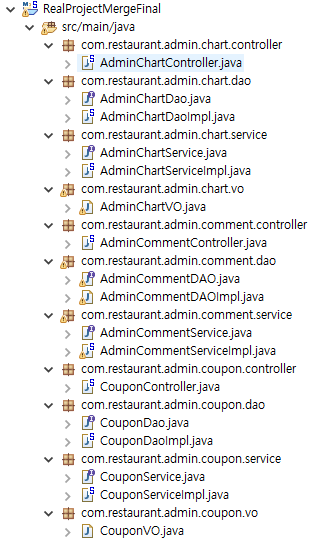 RealProjectMergeFinal
src/main/java
com.restaurant.admin.chart.controller
AdminChartController.java
com.restaurant.admin.chart.dao
AdminChartDao.java
AdminChartDaoImpl.java
com.restaurant.admin.chart.service
AdminChartService.java
AdminChartServiceImpl.java
com.restaurant.admin.chart.vo
AdminChartVO.java
com.restaurant.admin.comment.controller
AdminCommentController.java
com.restaurant.admin.comment.dao
AdminCommentDAO.java
AdminCommentDAOImpl.java
com.restaurant.admin.comment.service
AdminCommentService.java
AdminCommentServiceImpl.java
com.restaurant.admin.coupon.controller
CouponController.java
com.restaurant.admin.coupon.dao
CouponDao.java
CouponDaoImpl.java
com.restaurant.admin.coupon.service
CouponService.java
CouponServiceImpl.java
com.restaurant.admin.coupon.vo
CouponVO.java